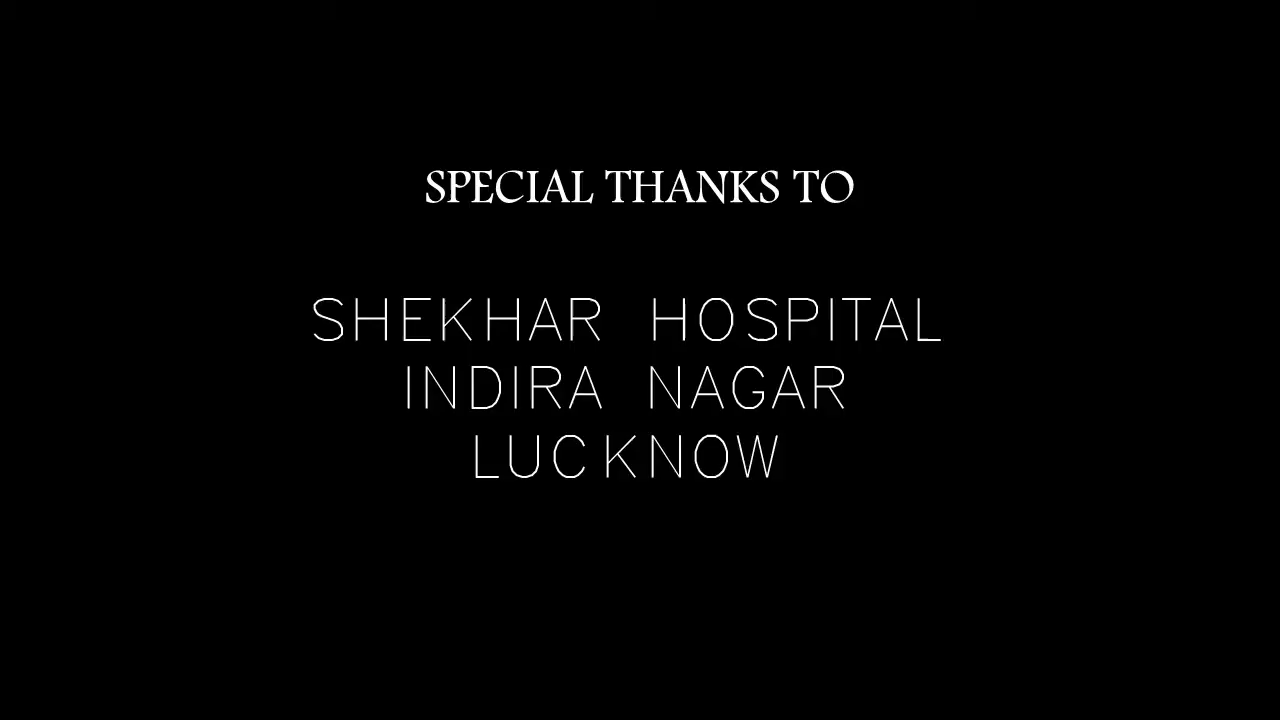 SPECIAL THANKS TO
SHEKHAR HOSPITAL
INDIRA NAGAR
LUCKNOW